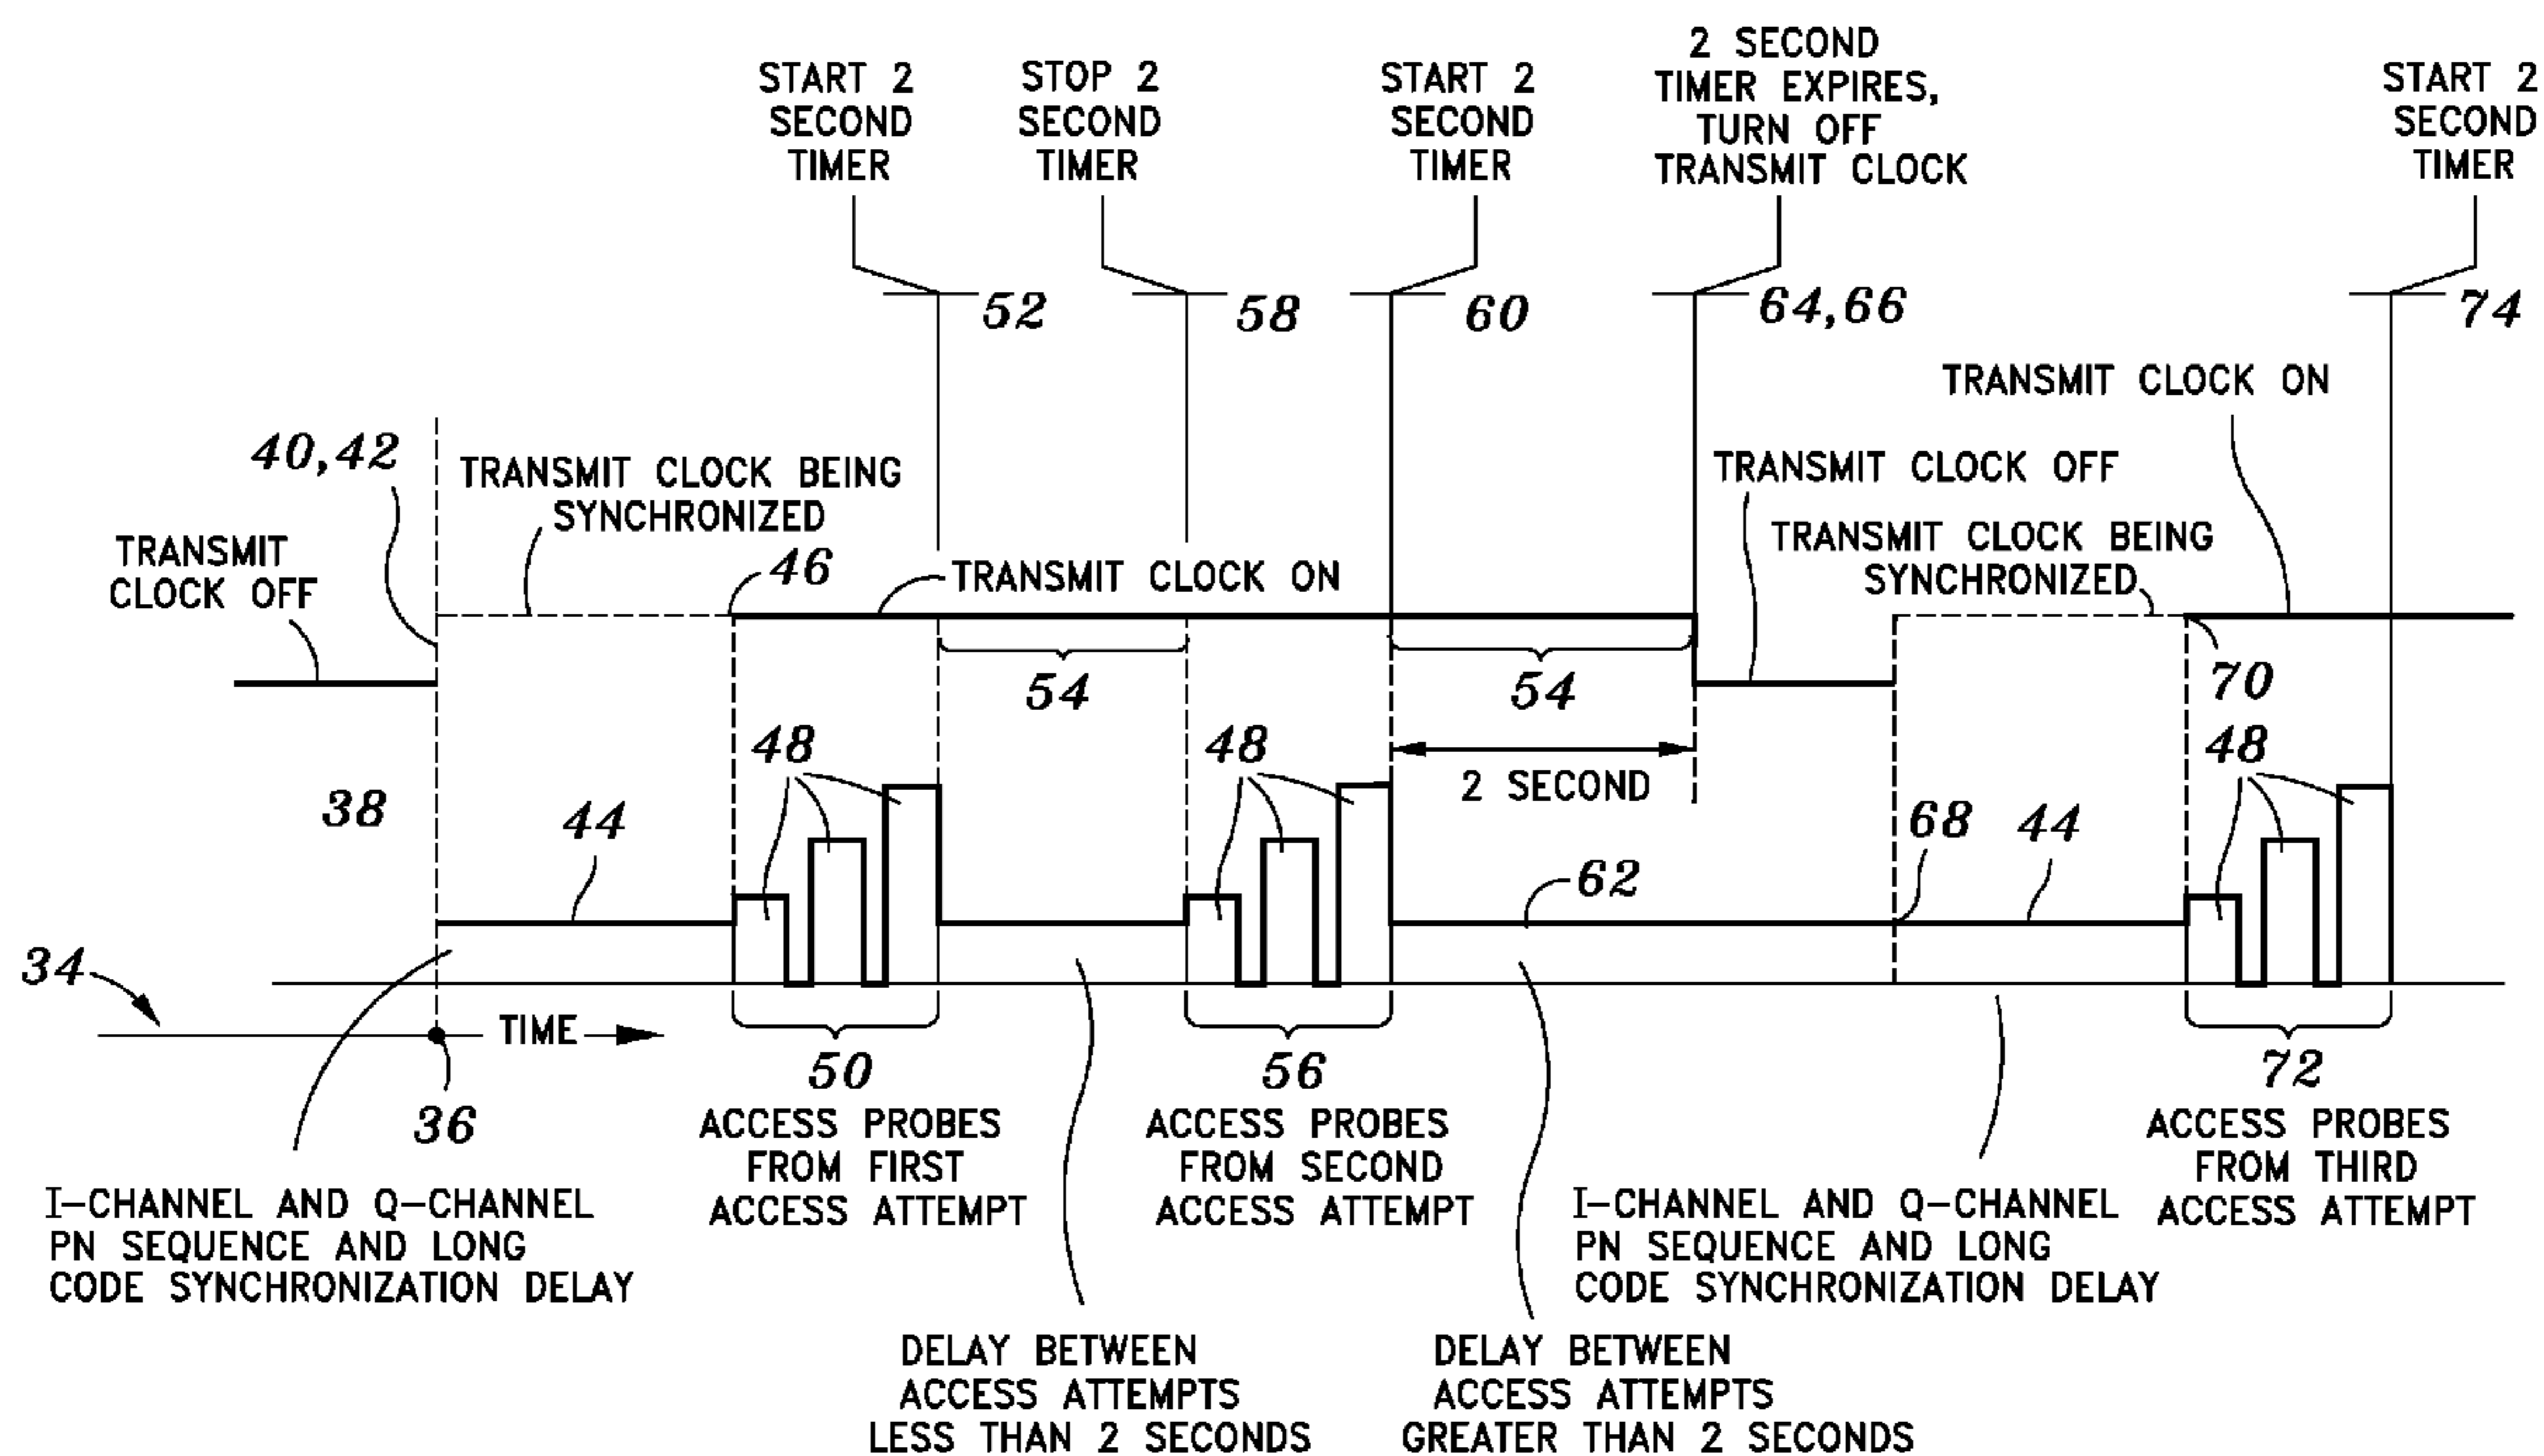 START 2
SECOND
TIMER
STOP 2
SECOND
TIMER
START 2
SECOND
TIMER
2 SECOND
TIMER EXPIRES,
TURN OFF
TRANSMIT CLOCK
START 2
SECOND
TIMER
52
58
60
64,66
74
TRANSMIT CLOCK ON
40,42
TRANSMIT CLOCK BEING
SYNCHRONIZED
TRANSMIT CLOCK OFF
TRANSMIT
CLOCK OFF
46
TRANSMIT CLOCK ON
TRANSMIT CLOCK BEING
SYNCHRONIZED
54
54
70
48
48
48
2 SECOND
38
44
62
68
44
34
TIME
36
50
ACCESS PROBES
FROM FIRST
ACCESS ATTEMPT
56
ACCESS PROBES
FROM SECOND
ACCESS ATTEMPT
72
ACCESS PROBES
FROM THIRD
ACCESS ATTEMPT
I-CHANNEL AND Q-CHANNEL
PN SEQUENCE AND LONG
CODE SYNCHRONIZATION DELAY
I-CHANNEL AND Q-CHANNEL
PN SEQUENCE AND LONG
CODE SYNCHRONIZATION DELAY
DELAY BETWEEN
ACCESS ATTEMPTS
LESS THAN 2 SECONDS
DELAY BETWEEN
ACCESS ATTEMPTS
GREATER THAN 2 SECONDS